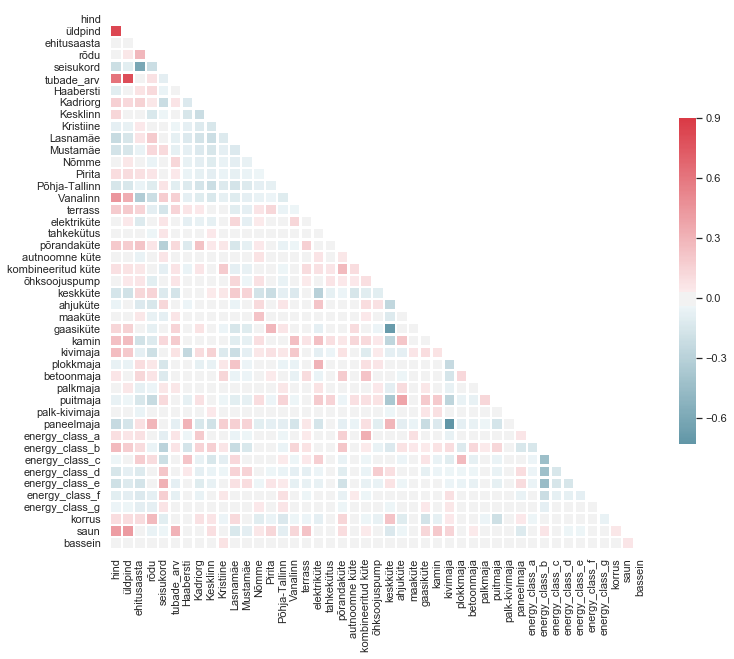 hind
üldpind
ehitusaasta
rõdu
seisukord
tubade_arv
Haabersti
Kadriorg
Kesklinn
Kristiine
Lasnamäe
Mustamäe
Nõmme
Pirita
Põhja-Tallinn
Vanalinn
terrass
elektriküte
tahkekütus
põrandaküte
autnoomne küte
kombineeritud küte
õhksoojuspump
keskküte
ahjuküte
maaküte
gaasiküte
kamin
kivimaja
plokkmaja
betoonmaja
palkmaja
puitmaja
palk-kivimaja
paneelmaja
energy_class_a
energy_class_b
energy_class_c
energy_class_d
energy_class_e
energy_class_f
energy_class_g
korrus
saun
bassein
0.9
0.6
0.3
0.0
−0.3
−0.6
hind
üldpind
ehitusaasta
rõdu
seisukord
tubade_arv
Haabersti
Kadriorg
Kesklinn
Kristiine
Lasnamäe
Mustamäe
Nõmme
Pirita
Põhja-Tallinn
Vanalinn
terrass
elektriküte
tahkekütus
põrandaküte
autnoomne küte
kombineeritud küte
õhksoojuspump
keskküte
ahjuküte
maaküte
gaasiküte
kamin
kivimaja
plokkmaja
betoonmaja
palkmaja
puitmaja
palk-kivimaja
paneelmaja
energy_class_a
energy_class_b
energy_class_c
energy_class_d
energy_class_e
energy_class_f
energy_class_g
korrus
saun
bassein